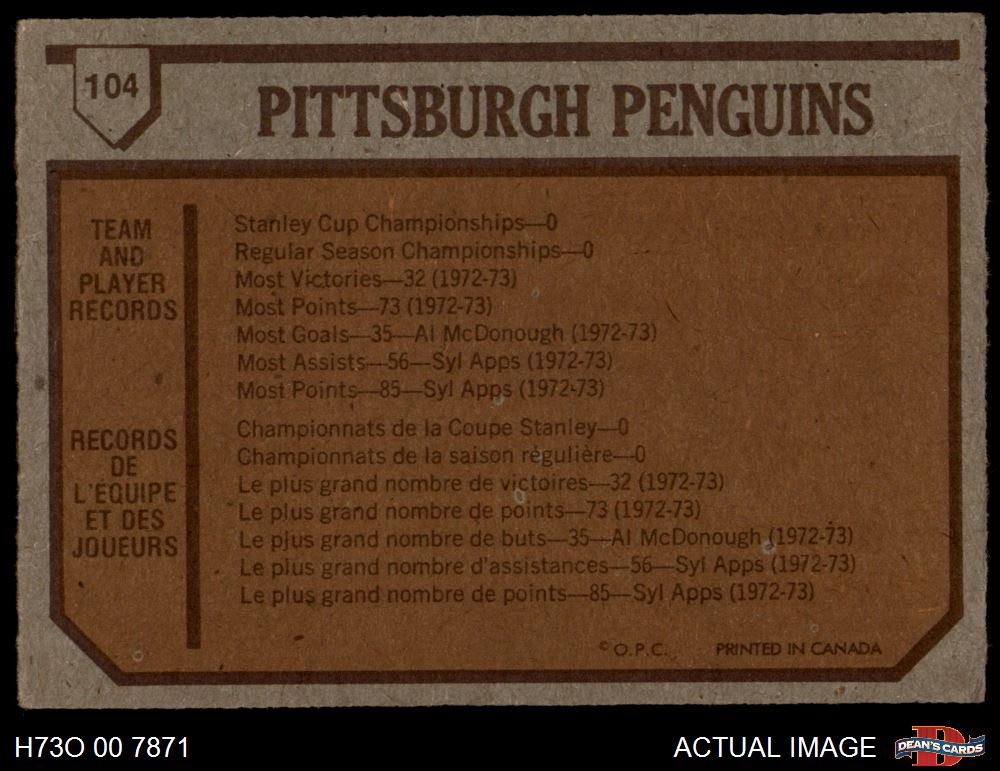 104
PITTSBURGH PENGUINS
TEAM
AND
PLAYER
RECORDS
Stanley Cup Championships—0
Regular Season Championships—0
Most Victories—32 (1972-73)
Most Points—73 (1972-73)
Most Goals—35—Al McDonough (1972-73)
Most Assists—56—Syl Apps (1972-73)
Most Points—85—Syl Apps (1972-73)
RECORDS
DE
L'ÉQUIPE
ET DES
JOUEURS
Championnats de la Coupe Stanley—0
Championnats de la saison régulière—0
Le plus grand nombre de victoires—32 (1972-73)
Le plus grand nombre de points—73 (1972-73)
Le plus grand nombre de buts—35—Al McDonough (1972-73)
Le plus grand nombre d'assistances—56—Syl Apps (1972-73)
Le plus grand nombre de points—85—Syl Apps (1972-73)
© O.P.C. PRINTED IN CANADA
H73O 00 7871
ACTUAL IMAGE
D
DEAN'S CARDS